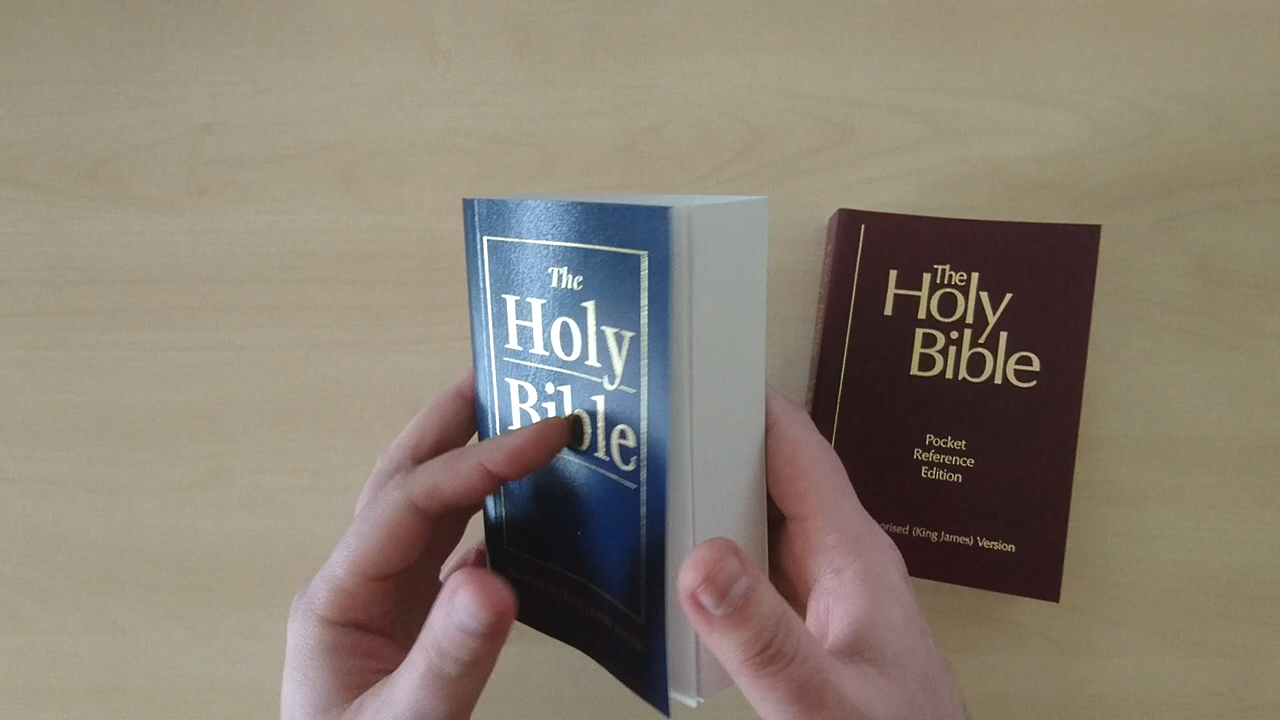 The
Holy
Bible
The
Holy
Bible
Pocket
Reference
Edition
(King James) Version